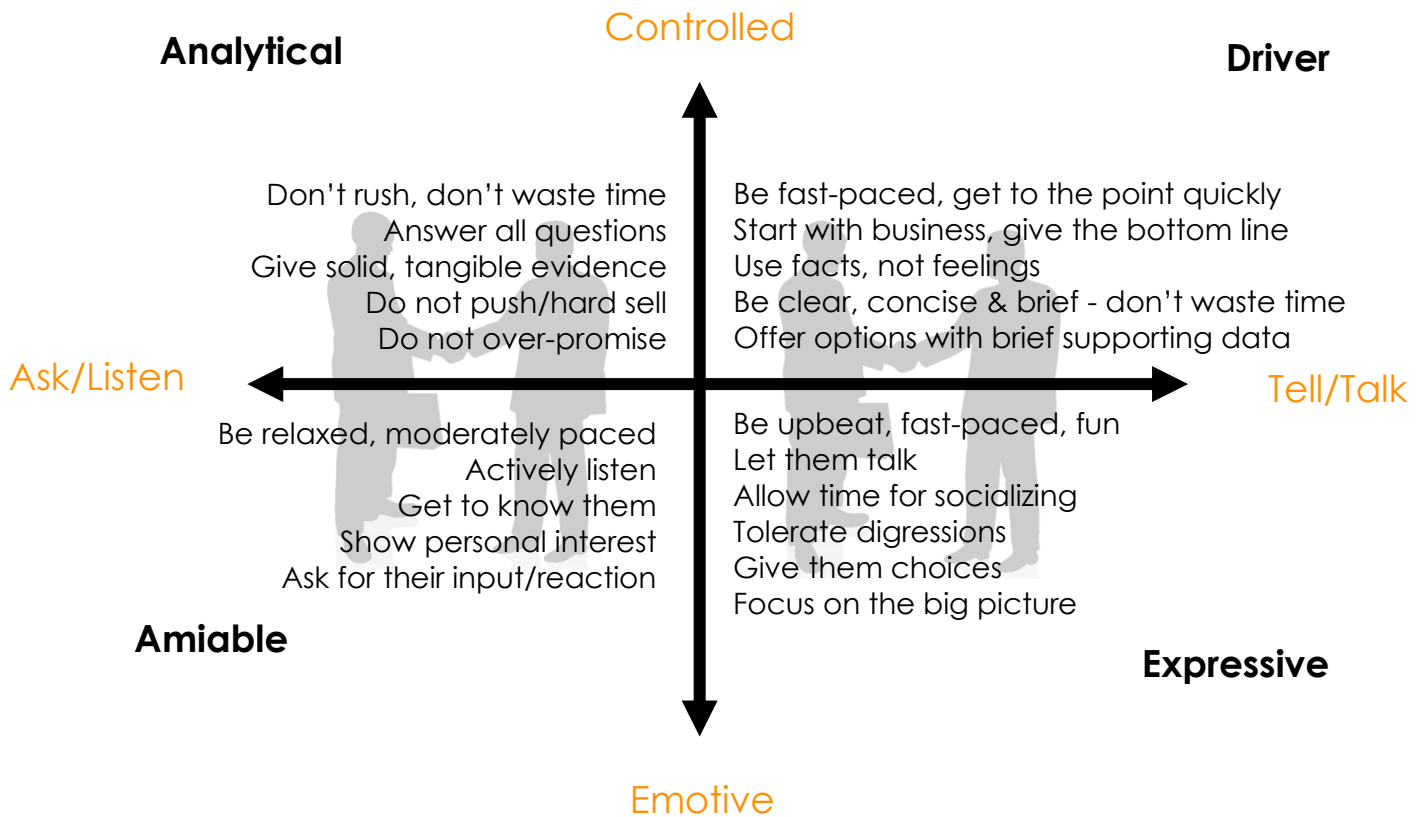 Controlled
Analytical
Driver
Don't rush, don't waste time
Answer all questions
Give solid, tangible evidence
Do not push/hard sell
Do not over-promise
Be fast-paced, get to the point quickly
Start with business, give the bottom line
Use facts, not feelings
Be clear, concise & brief - don't waste time
Offer options with brief supporting data
Ask/Listen
Tell/Talk
Be relaxed, moderately paced
Actively listen
Get to know them
Show personal interest
Ask for their input/reaction
Be upbeat, fast-paced, fun
Let them talk
Allow time for socializing
Tolerate digressions
Give them choices
Focus on the big picture
Amiable
Expressive
Emotive